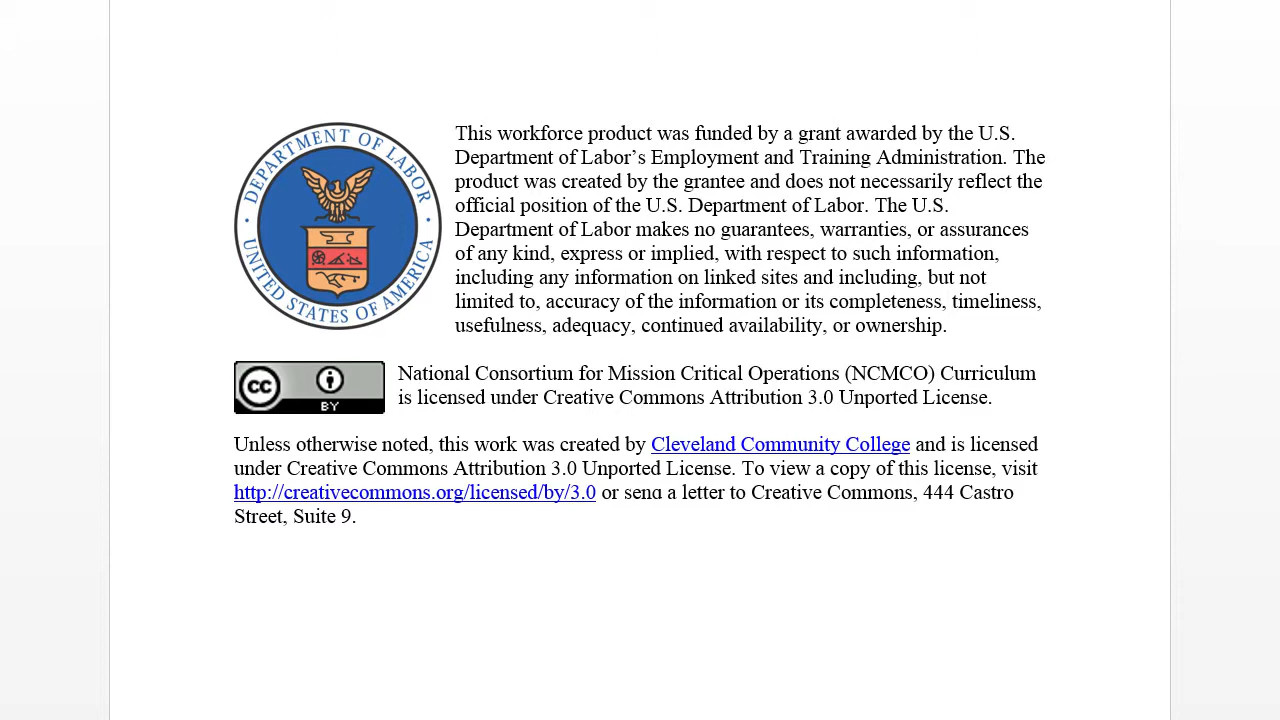 DEPARTMENT OF LABOR
UNITED STATES OF AMERICA
This workforce product was funded by a grant awarded by the U.S.
Department of Labor’s Employment and Training Administration. The
product was created by the grantee and does not necessarily reflect the
official position of the U.S. Department of Labor. The U.S.
Department of Labor makes no guarantees, warranties, or assurances
of any kind, express or implied, with respect to such information,
including any information on linked sites and including, but not
limited to, accuracy of the information or its completeness, timeliness,
usefulness, adequacy, continued availability, or ownership.
cc
BY
National Consortium for Mission Critical Operations (NCMCO) Curriculum
is licensed under Creative Commons Attribution 3.0 Unported License.
Unless otherwise noted, this work was created by Cleveland Community College and is licensed
under Creative Commons Attribution 3.0 Unported License. To view a copy of this license, visit
http://creativecommons.org/licensed/by/3.0 or send a letter to Creative Commons, 444 Castro
Street, Suite 9.